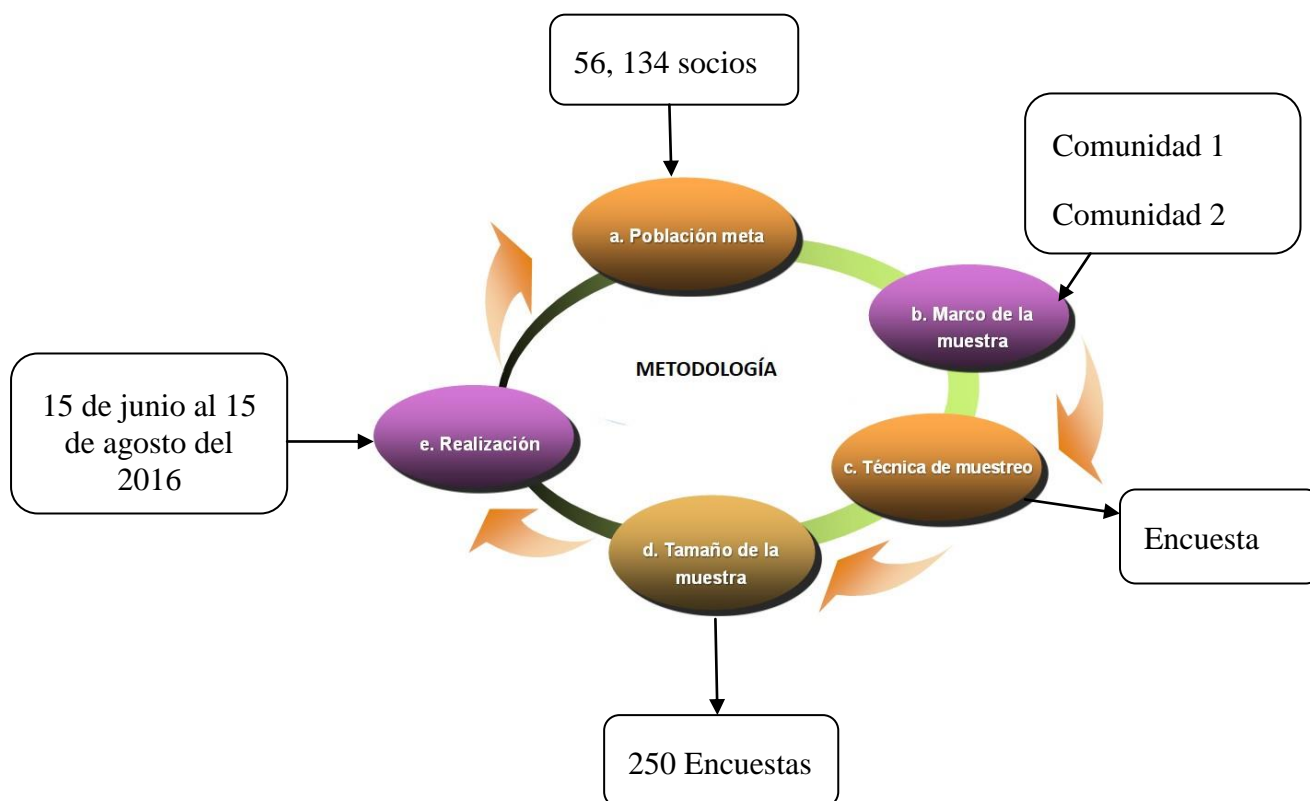 56, 134 socios
Comunidad 1
Comunidad 2
a. Población meta
b. Marco de la
muestra
METODOLOGÍA
15 de junio al 15
de agosto del
2016
e. Realización
c. Técnica de muestreo
Encuesta
d. Tamaño de la
muestra
250 Encuestas